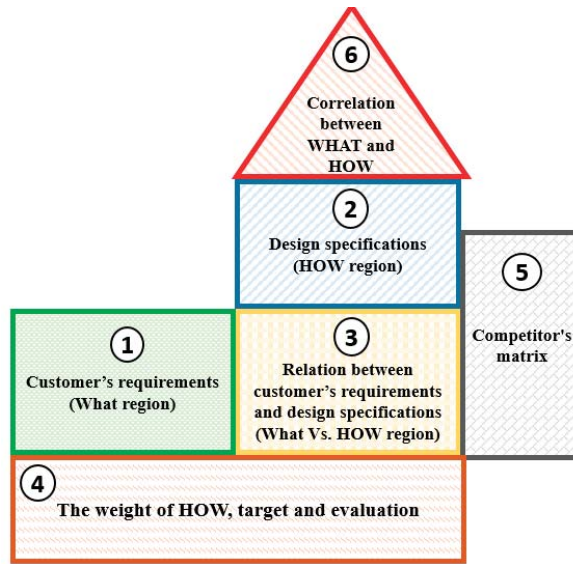 6
Correlation
between
WHAT and
HOW
2
Design specifications
(HOW region)
5
Competitor's
matrix
1
Customer’s requirements
(What region)
3
Relation between
customer’s requirements
and design specifications
(What Vs. HOW region)
4
The weight of HOW, target and evaluation